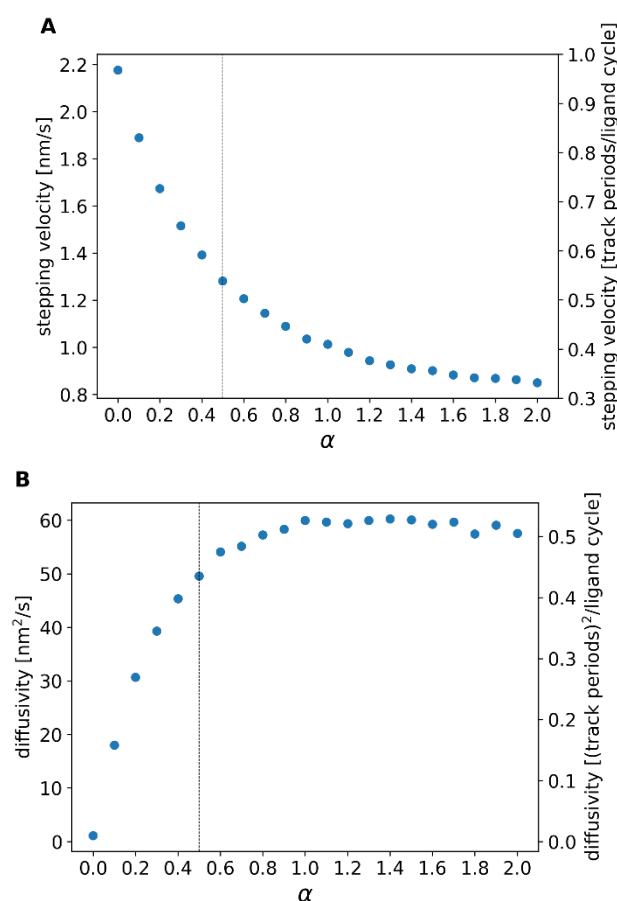 A
stepping velocity [nm/s]
2.2
2.0
1.8
1.6
1.4
1.2
1.0
0.8
1.0
0.9
0.8
0.7
0.6
0.5
0.4
0.3
stepping velocity [track periods/ligand cycle]
0.0 0.2 0.4 0.6 0.8 1.0 1.2 1.4 1.6 1.8 2.0
α
B
diffusivity [nm²/s]
60
50
40
30
20
10
0
0.5
0.4
0.3
0.2
0.1
0.0
diffusivity [(track periods)²/ligand cycle]
0.0 0.2 0.4 0.6 0.8 1.0 1.2 1.4 1.6 1.8 2.0
α